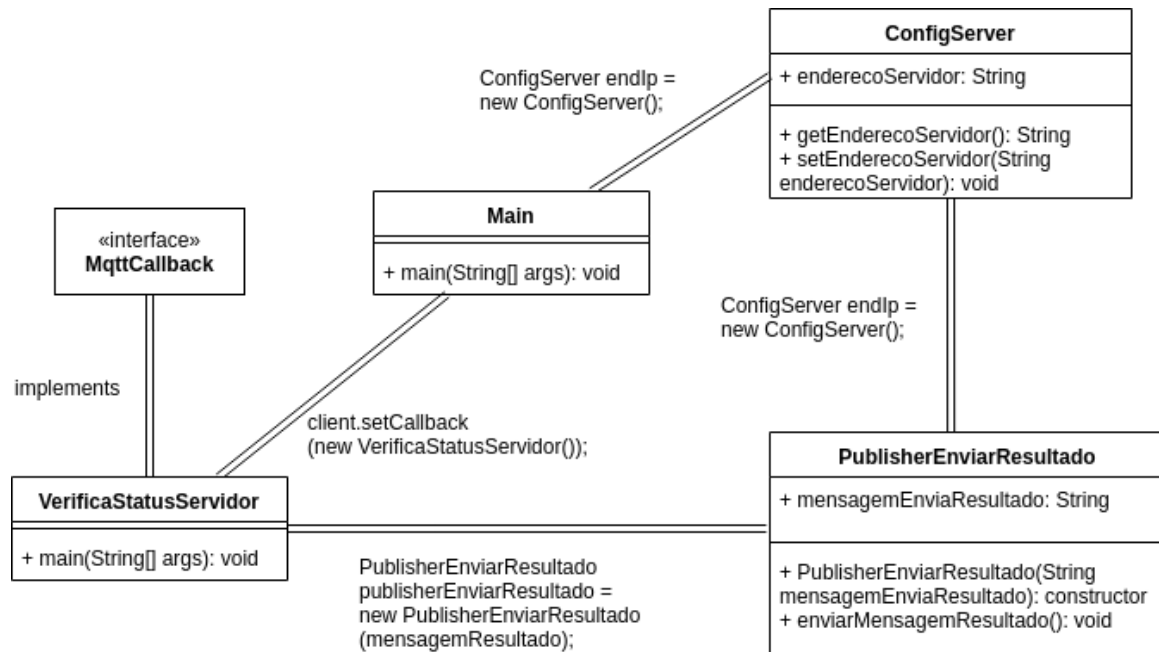 ConfigServer
+ enderecoServidor: String
+ getEnderecoServidor(): String
+ setEnderecoServidor(String
enderecoServidor): void
ConfigServer endIp =
new ConfigServer();
Main
+ main(String[] args): void
«interface»
MqttCallback
ConfigServer endIp =
new ConfigServer();
implements
client.setCallback
(new VerificaStatusServidor());
VerificaStatusServidor
+ main(String[] args): void
PublisherEnviarResultado
+ mensagemEnviaResultado: String
+ PublisherEnviarResultado(String
mensagemEnviaResultado): constructor
+ enviarMensagemResultado(): void
PublisherEnviarResultado
publisherEnviarResultado =
new PublisherEnviarResultado
(mensagemResultado);